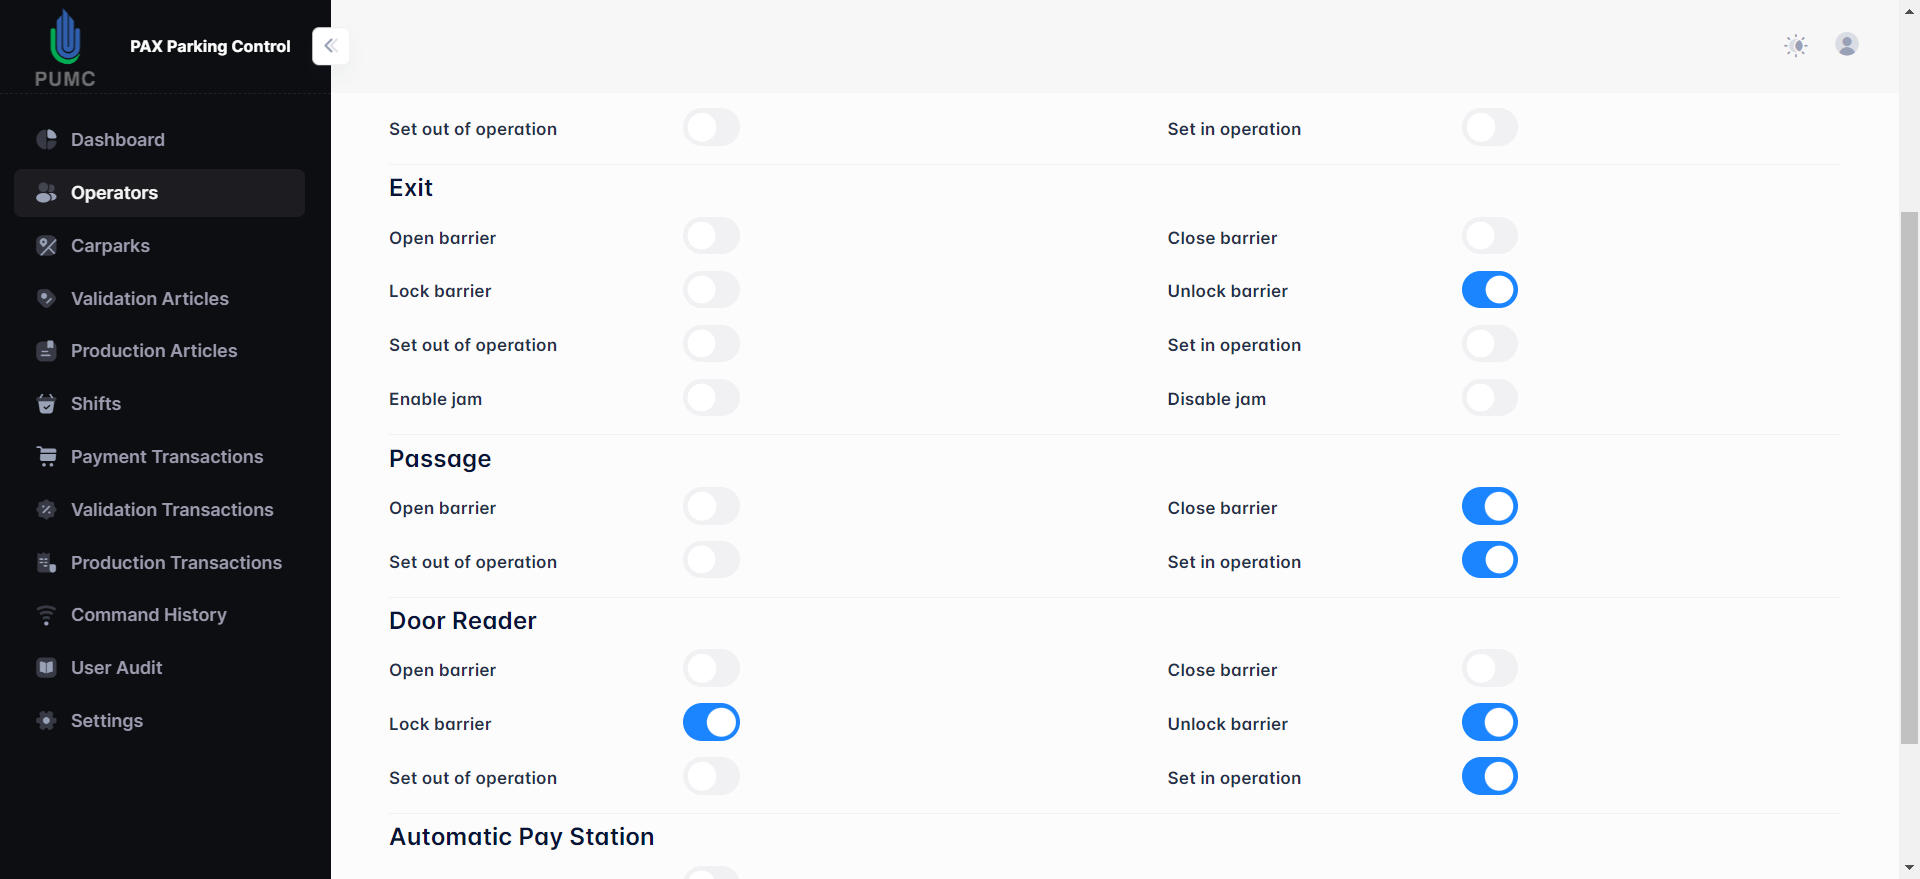 PUMC
PAX Parking Control
Dashboard
Operators
Carparks
Validation Articles
Production Articles
Shifts
Payment Transactions
Validation Transactions
Production Transactions
Command History
User Audit
Settings
Set out of operation
Set in operation
Exit
Open barrier
Close barrier
Lock barrier
Unlock barrier
Set out of operation
Set in operation
Enable jam
Disable jam
Passage
Open barrier
Close barrier
Set out of operation
Set in operation
Door Reader
Open barrier
Close barrier
Lock barrier
Unlock barrier
Set out of operation
Set in operation
Automatic Pay Station